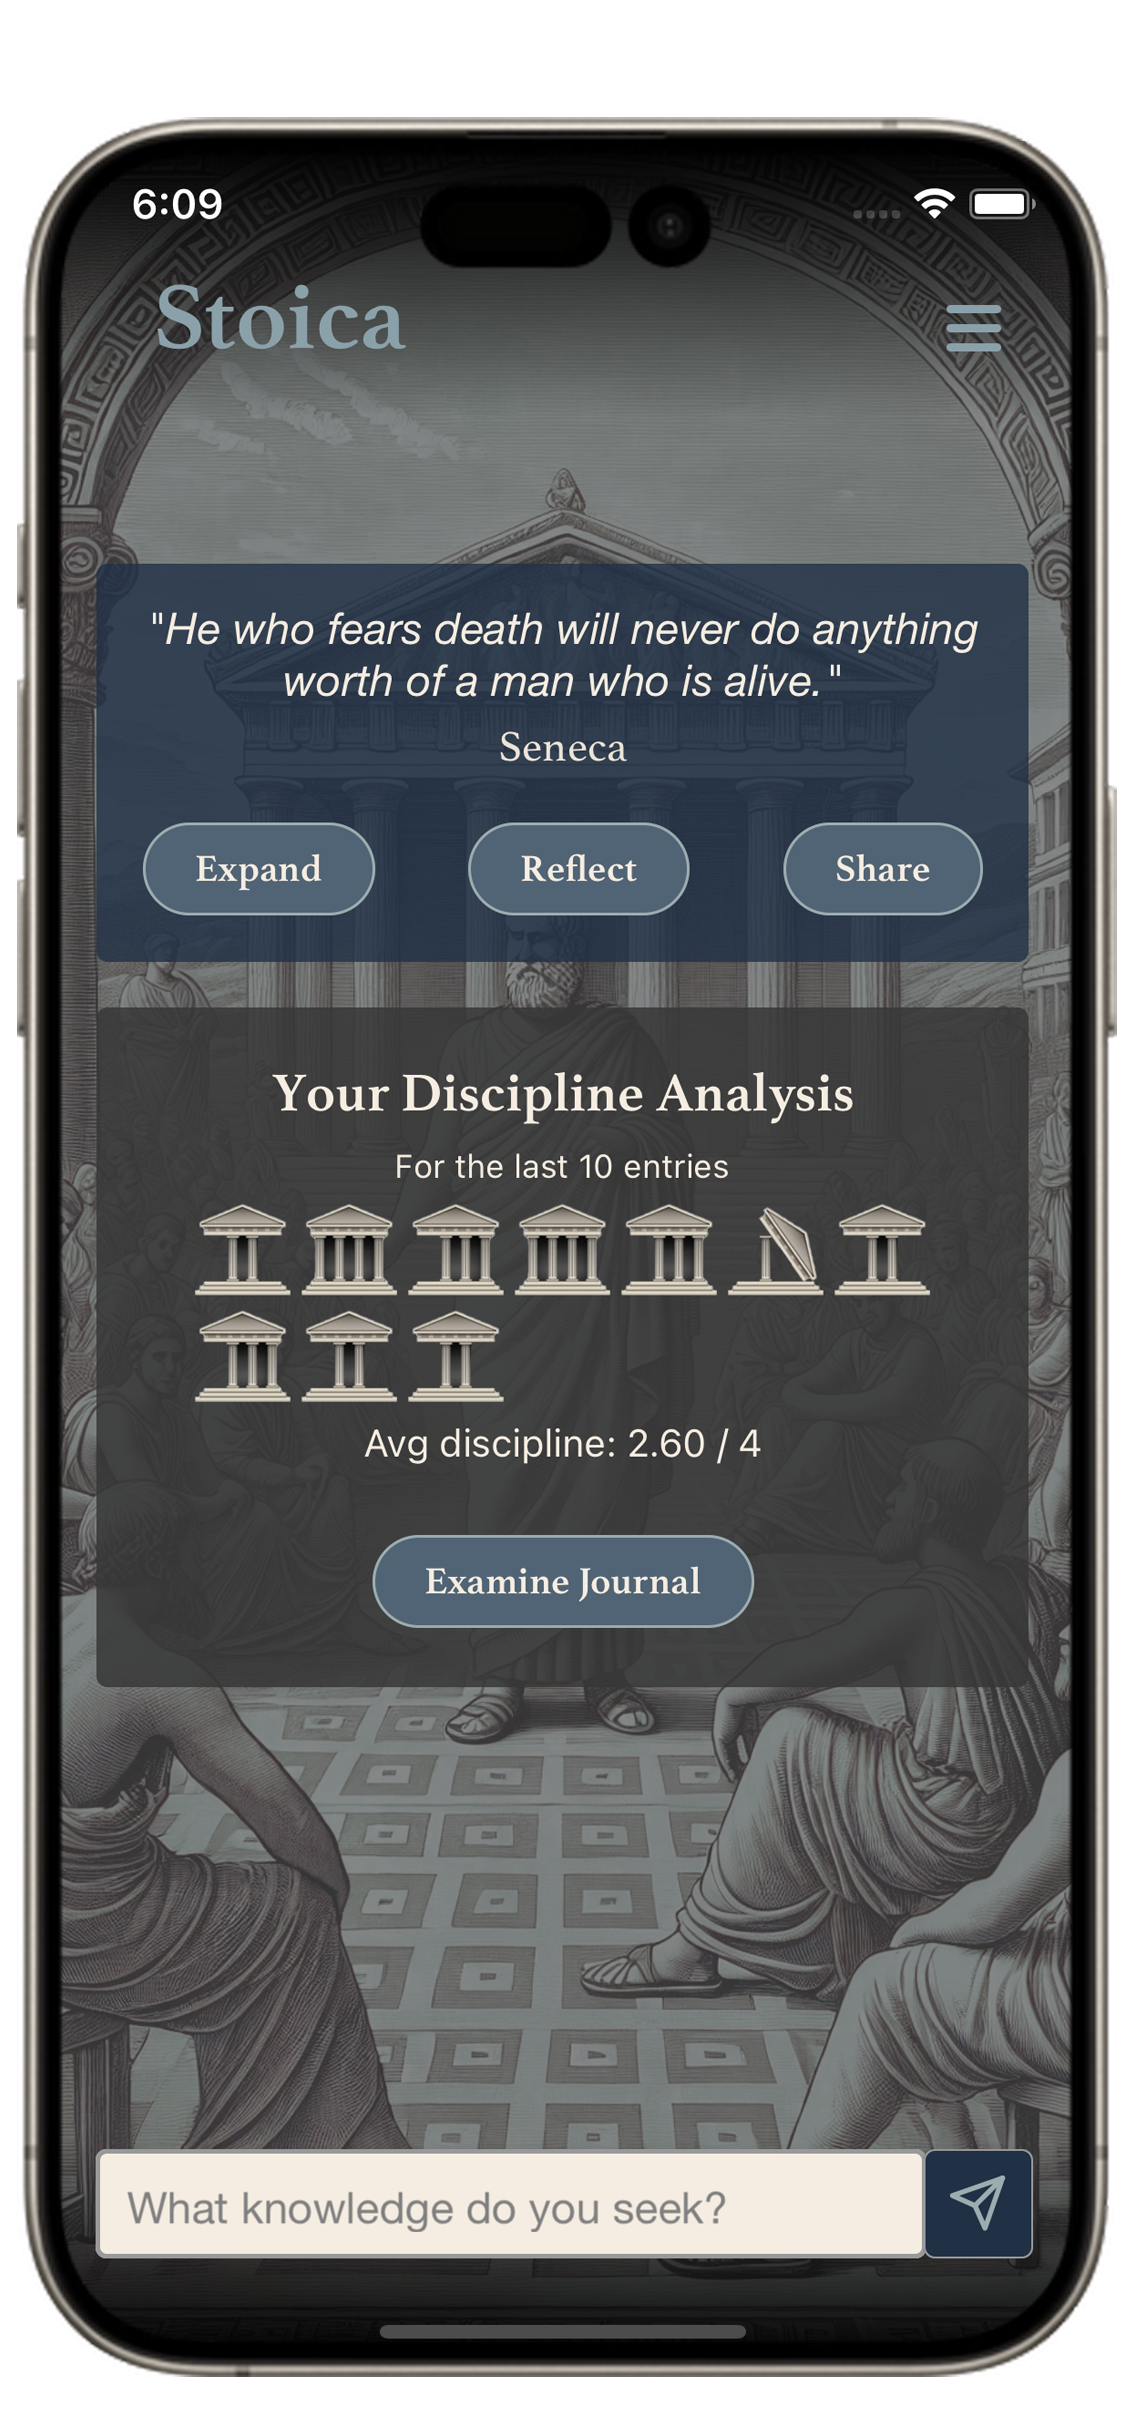 6:09
Stoica
"He who fears death will never do anything
worth of a man who is alive."
Seneca
Expand
Reflect
Share
Your Discipline Analysis
For the last 10 entries
Avg discipline: 2.60 / 4
Examine Journal
What knowledge do you seek?